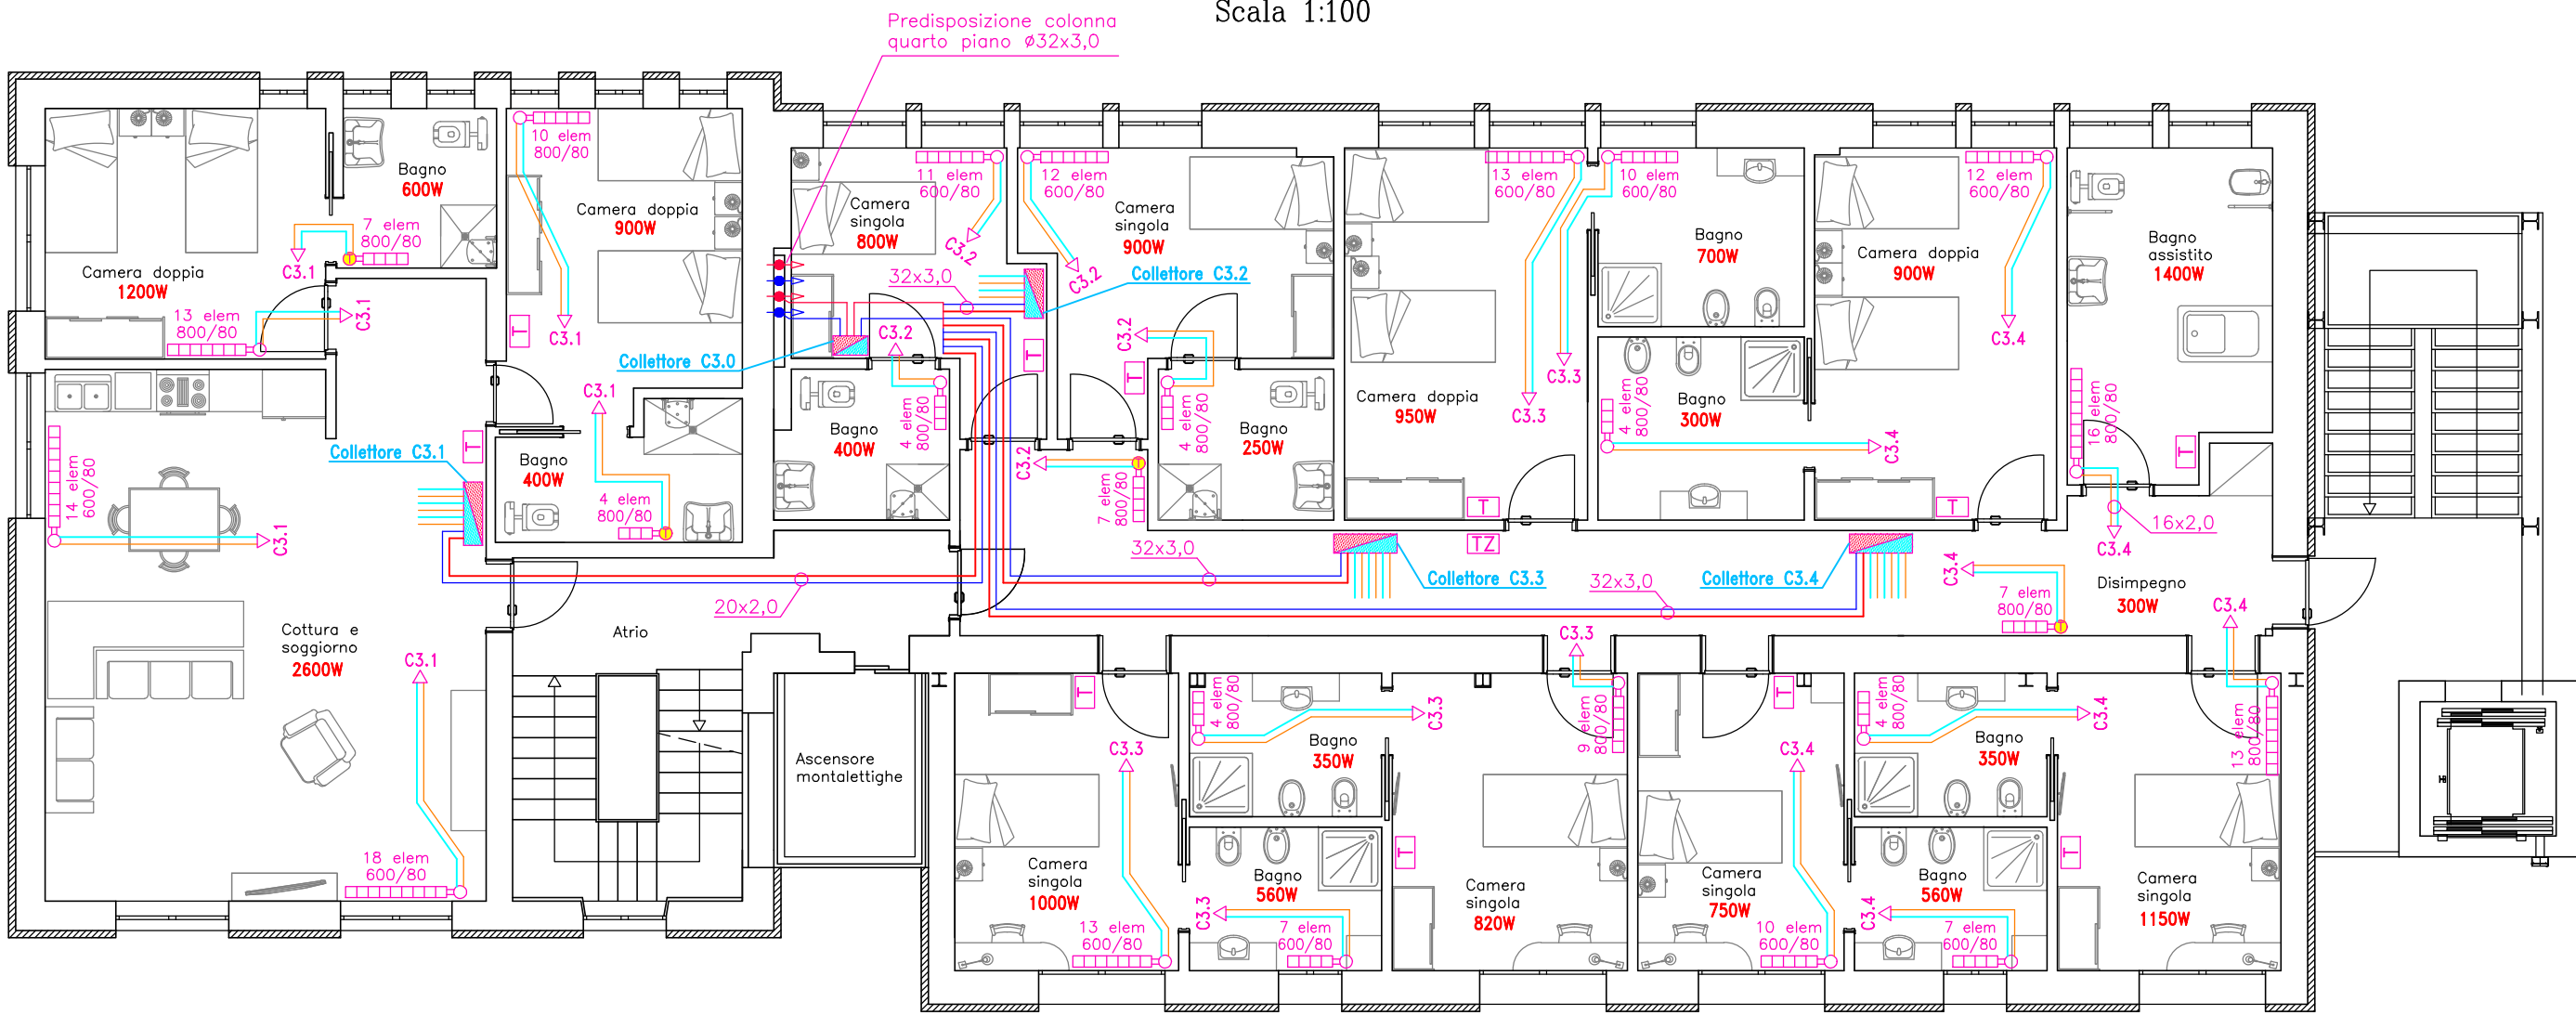 Scala 1:100
Predisposizione colonna
quarto piano ø32x3,0
10 elem
800/80
Bagno
600W
7 elem
800/80
C3.1
Camera doppia
1200W
13 elem
800/80
C3.1
Camera doppia
900W
C3.1
T
11 elem
600/80
Camera
singola
800W
C3.2
12 elem
600/80
Camera
singola
900W
C3.2
32x3,0
Collettore C3.2
Collettore C3.0
C3.2
T
C3.2
T
13 elem
600/80
10 elem
600/80
Bagno
700W
Camera doppia
950W
C3.3
C3.3
12 elem
600/80
Camera doppia
900W
C3.4
Bagno
assistito
1400W
16 elem
800/80
T
C3.4
16x2,0
4 elem
800/80
Bagno
300W
C3.4
T
T
C3.1
Bagno
400W
4 elem
800/80
T
Collettore C3.1
14 elem
600/80
C3.1
Bagno
400W
4 elem
800/80
C3.2
7 elem
800/80
4 elem
800/80
Bagno
250W
32x3,0
TZ
Collettore C3.3
32x3,0
Collettore C3.4
C3.4
7 elem
800/80
Disimpegno
300W
C3.4
20x2,0
Atrio
Cottura e
soggiorno
2600W
C3.1
18 elem
600/80
Ascensore
montalettighe
T
C3.3
Camera
singola
1000W
13 elem
600/80
4 elem
800/80
C3.3
Bagno
350W
Bagno
560W
C3.3
7 elem
600/80
C3.3
9 elem
800/80
T
Camera
singola
820W
T
C3.4
Camera
singola
750W
10 elem
600/80
4 elem
800/80
C3.4
Bagno
350W
Bagno
560W
C3.4
7 elem
600/80
13 elem
800/80
T
Camera
singola
1150W